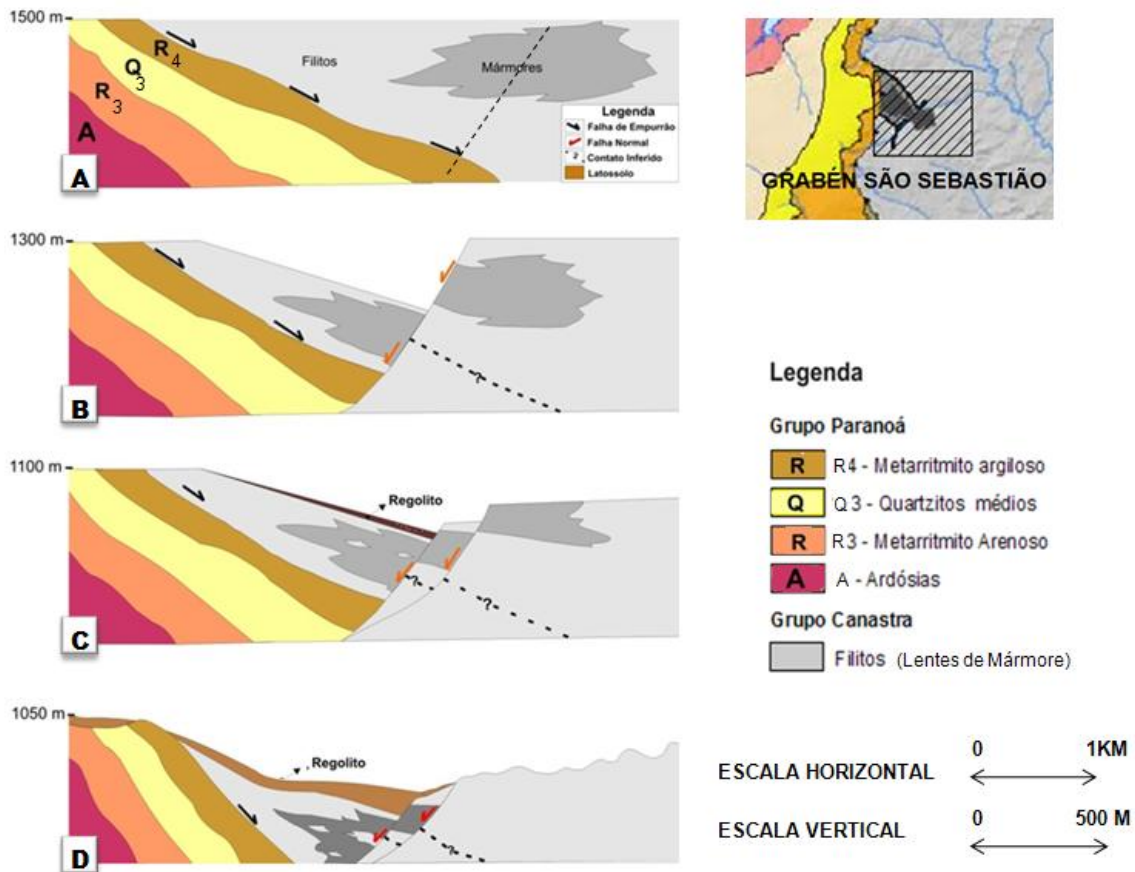 1500 m
R4
Q3
R3
A
A
Filitos
Mármores
Legenda
Falha de Empurrão
Falha Normal
? Contato Inferido
Latossolo
GRABÉN SÃO SEBASTIÃO
1300 m
?
B
1100 m
Regolito
?
?
C
1050 m
Regolito
?
D
Legenda
Grupo Paranoá
R R4 - Metarritmito argiloso
Q Q3 - Quartzitos médios
R R3 - Metarritmito Arenoso
A A - Ardósias
Grupo Canastra
Filitos (Lentes de Mármore)
ESCALA HORIZONTAL 0 1KM
ESCALA VERTICAL 0 500 M